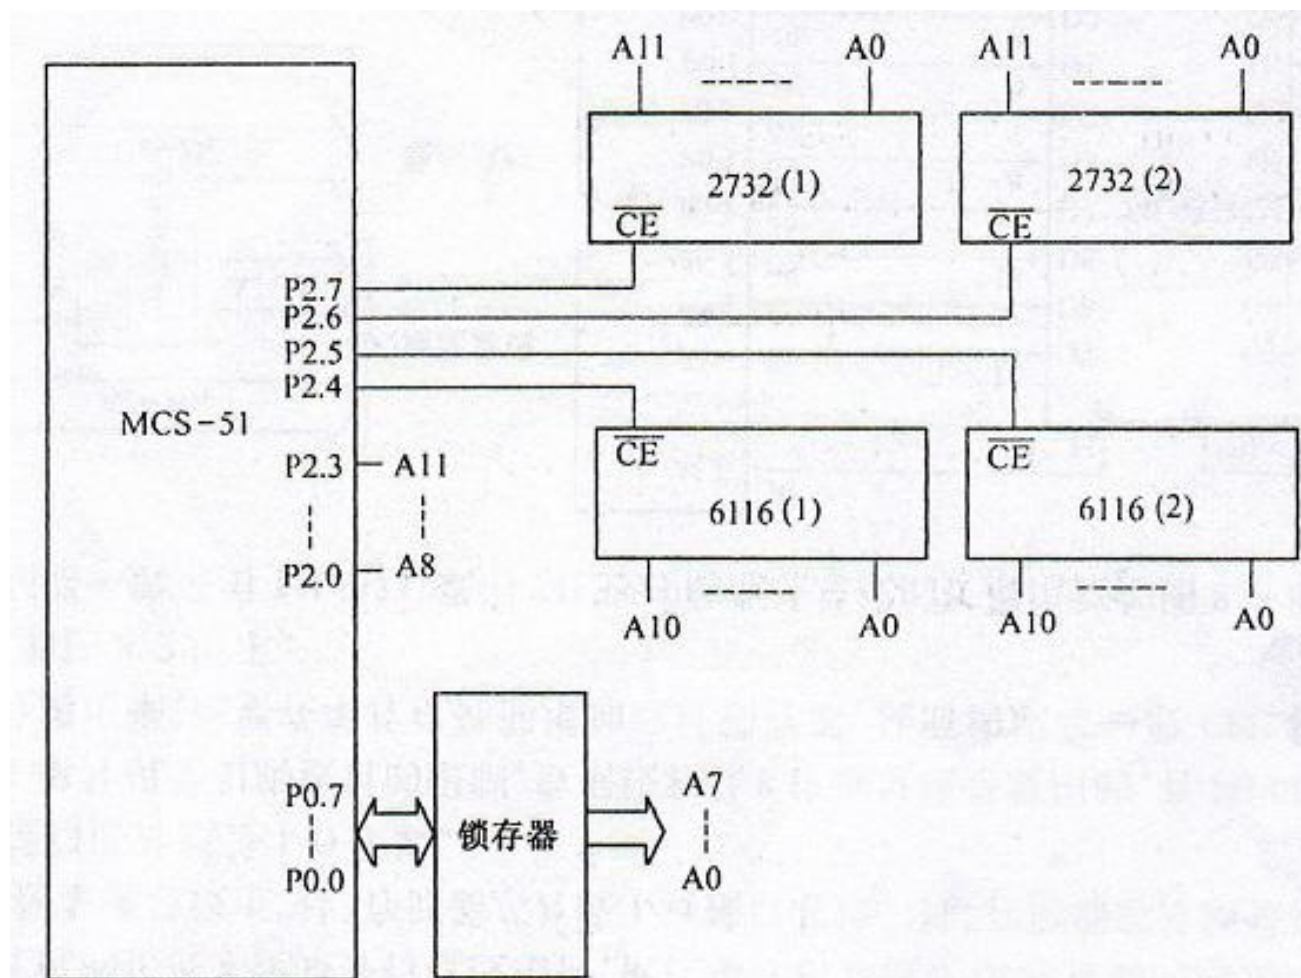 A11 A0 A11 A0
2732 (1) 2732 (2)
CE CE
P2.7
P2.6
P2.5
P2.4
MCS-51
CE CE
P2.3 A11
6116 (1) 6116 (2)
P2.0 A8
A10 A0 A10 A0
P0.7 A7
锁存器
P0.0 A0